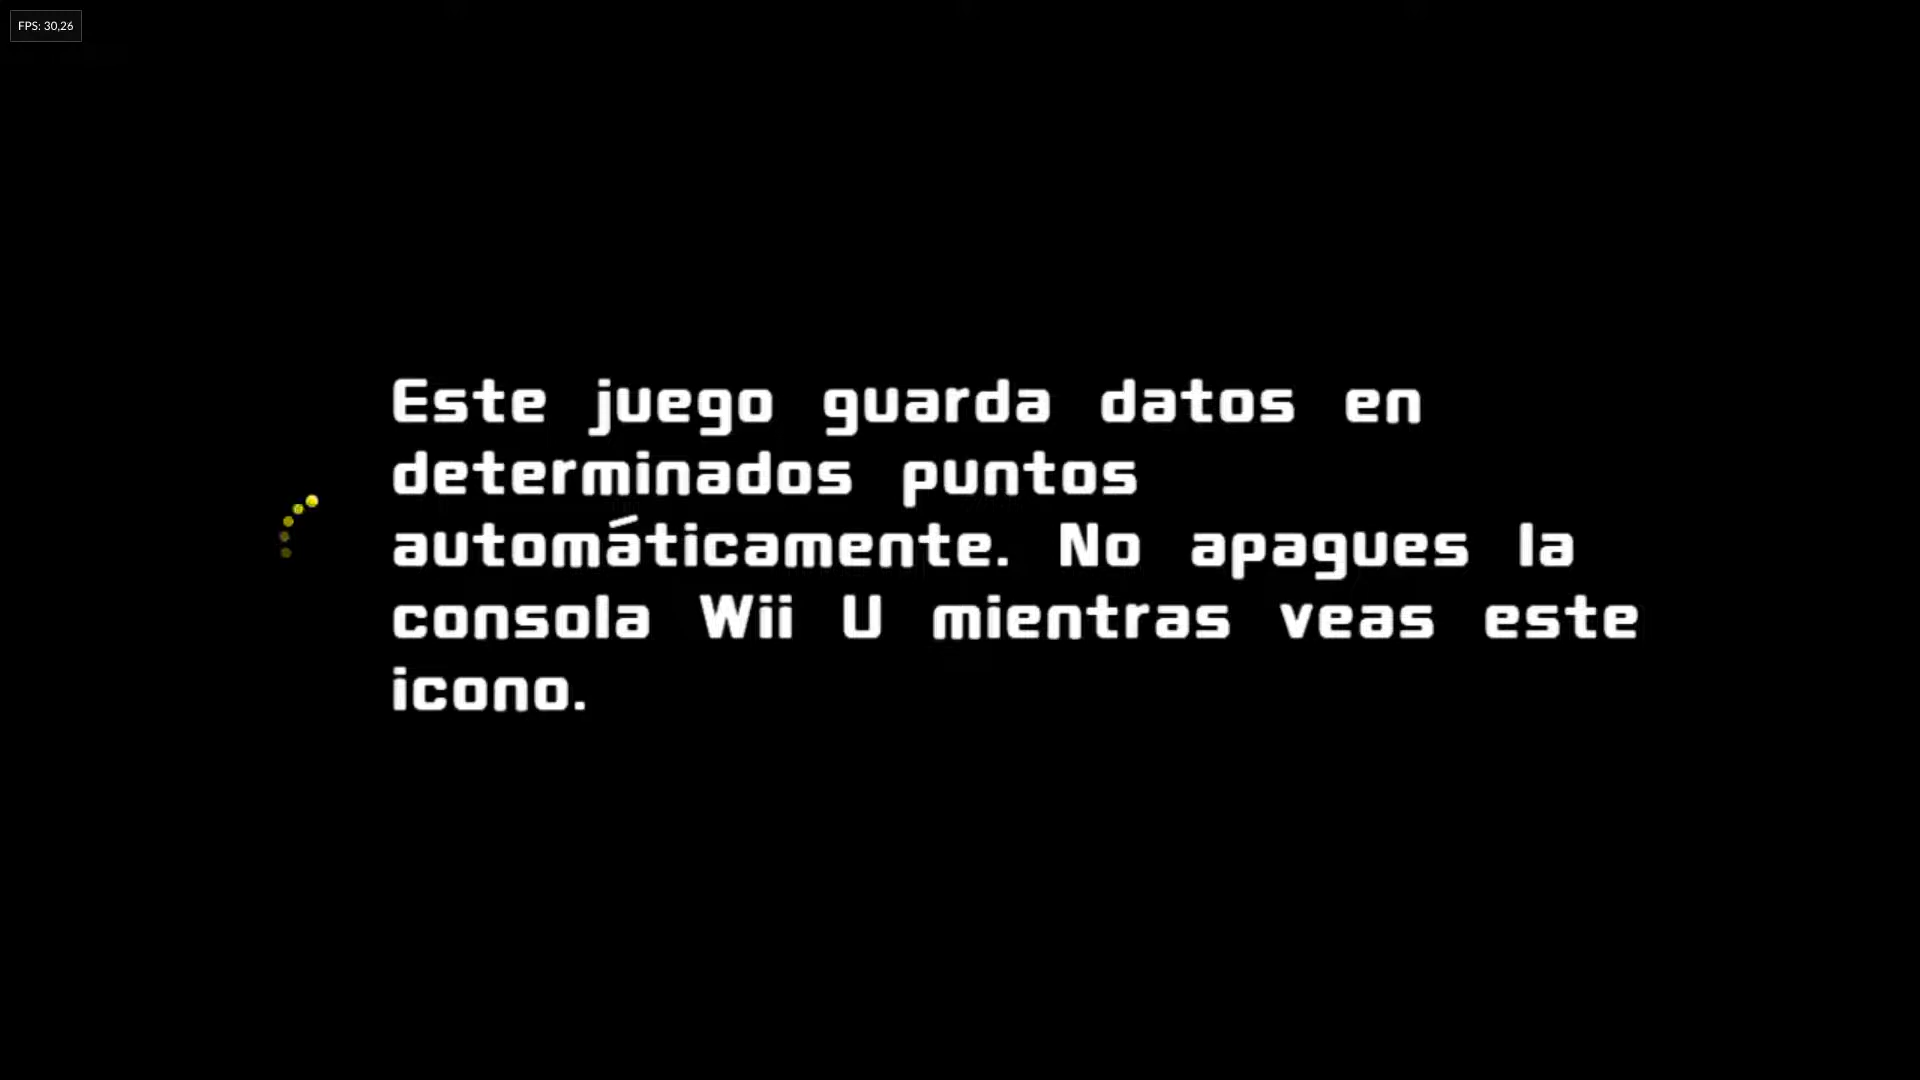 FPS: 30,26
Este juego guarda datos en
determinados puntos
automáticamente. No apagues la
consola Wii U mientras veas este
icono.